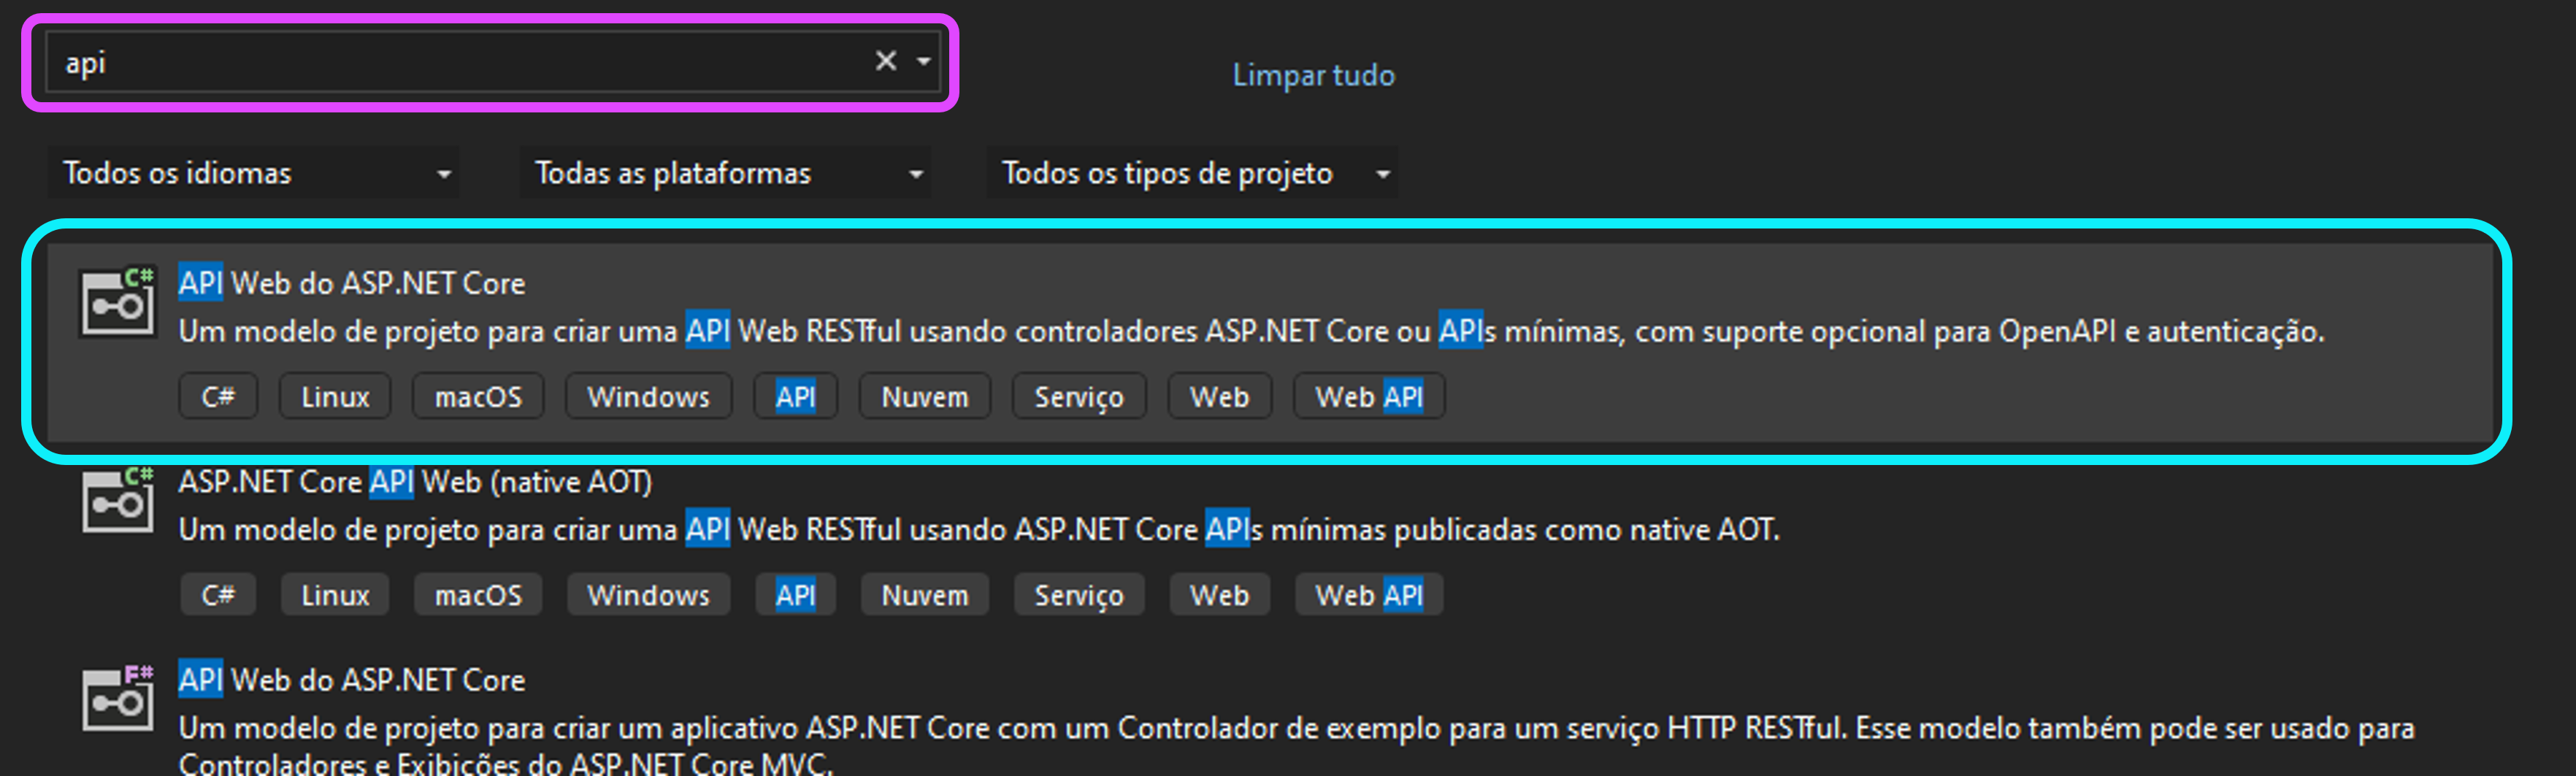 api
Limpar tudo
Todos os idiomas
Todas as plataformas
Todos os tipos de projeto
C#
API Web do ASP.NET Core
Um modelo de projeto para criar uma API Web RESTful usando controladores ASP.NET Core ou APIs mínimas, com suporte opcional para OpenAPI e autenticação.
C# Linux macOS Windows API Nuvem Serviço Web Web API
C#
ASP.NET Core API Web (native AOT)
Um modelo de projeto para criar uma API Web RESTful usando ASP.NET Core APIs mínimas publicadas como native AOT.
C# Linux macOS Windows API Nuvem Serviço Web Web API
F#
API Web do ASP.NET Core
Um modelo de projeto para criar um aplicativo ASP.NET Core com um Controlador de exemplo para um serviço HTTP RESTful. Esse modelo também pode ser usado para
Controladores e Exibições do ASP.NET Core MVC.